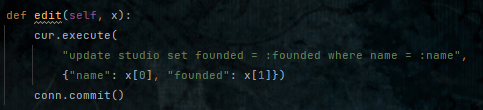 def edit(self, x):
cur.execute(
"update studio set founded = :founded where name = :name",
{"name": x[0], "founded": x[1]})
conn.commit()